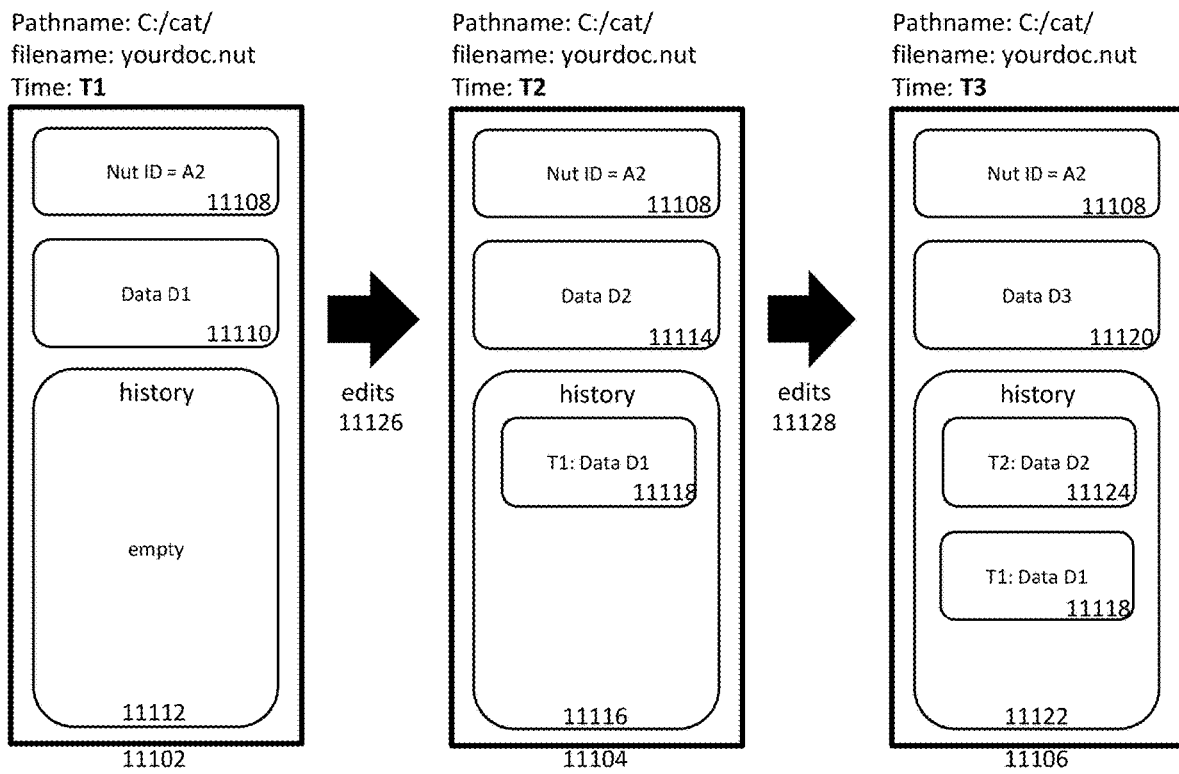 Pathname: C:/cat/
filename: yourdoc.nut
Time: T1
Nut ID = A2
11108
Data D1
11110
history
empty
11112
11102
edits
11126
Pathname: C:/cat/
filename: yourdoc.nut
Time: T2
Nut ID = A2
11108
Data D2
11114
history
T1: Data D1
11118
11116
11104
edits
11128
Pathname: C:/cat/
filename: yourdoc.nut
Time: T3
Nut ID = A2
11108
Data D3
11120
history
T2: Data D2
11124
T1: Data D1
11118
11122
11106